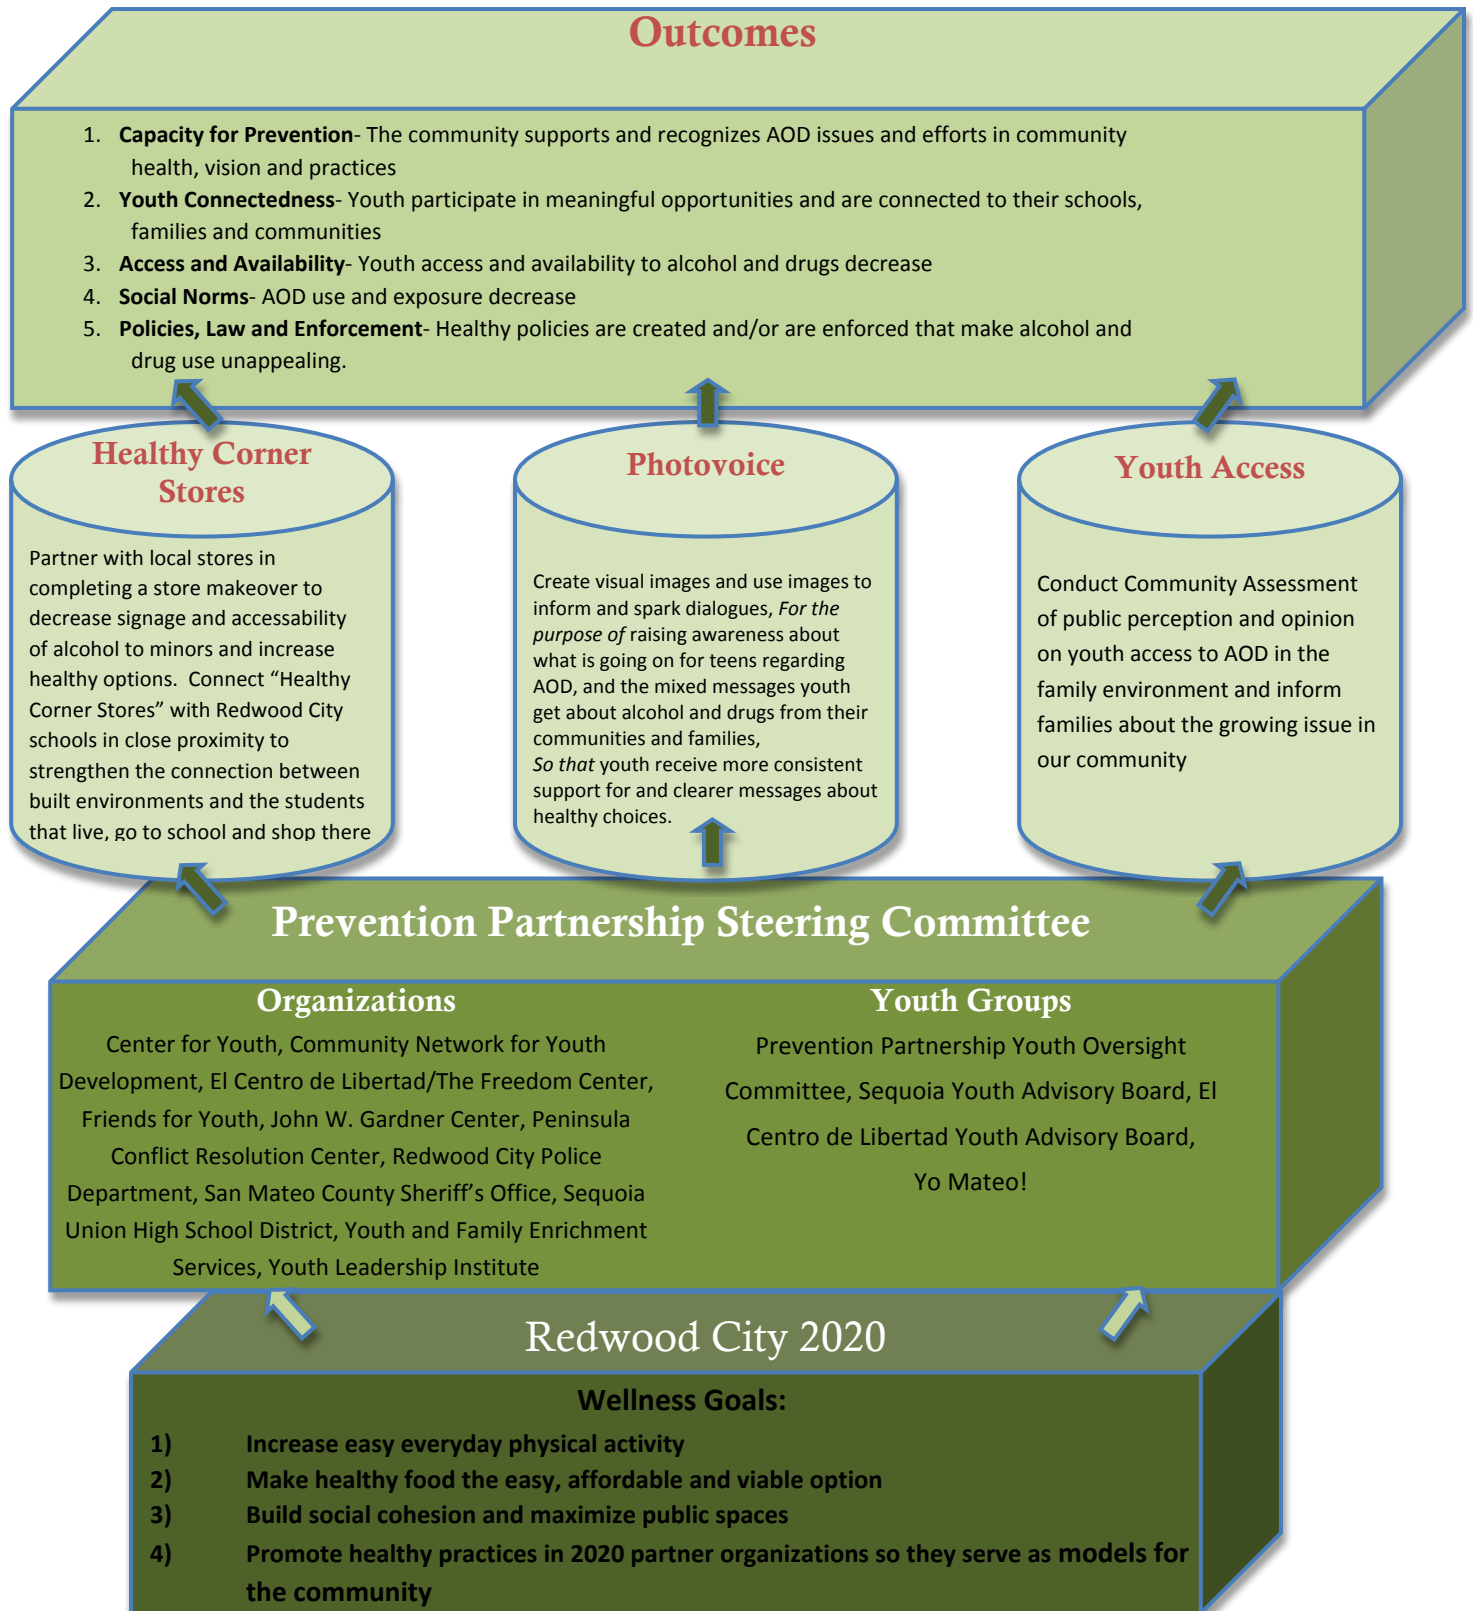 Outcomes
1. Capacity for Prevention- The community supports and recognizes AOD issues and efforts in community
health, vision and practices
2. Youth Connectedness- Youth participate in meaningful opportunities and are connected to their schools,
families and communities
3. Access and Availability- Youth access and availability to alcohol and drugs decrease
4. Social Norms- AOD use and exposure decrease
5. Policies, Law and Enforcement- Healthy policies are created and/or are enforced that make alcohol and
drug use unappealing.
Healthy Corner
Stores
Partner with local stores in
completing a store makeover to
decrease signage and accessability
of alcohol to minors and increase
healthy options.  Connect “Healthy
Corner Stores” with Redwood City
schools in close proximity to
strengthen the connection between
built environments and the students
that live, go to school and shop there
Photovoice
Create visual images and use images to
inform and spark dialogues, For the
purpose of raising awareness about
what is going on for teens regarding
AOD, and the mixed messages youth
get about alcohol and drugs from their
communities and families,
So that youth receive more consistent
support for and clearer messages about
healthy choices.
Youth Access
Conduct Community Assessment
of public perception and opinion
on youth access to AOD in the
family environment and inform
families about the growing issue in
our community
Prevention Partnership Steering Committee
Organizations
Center for Youth, Community Network for Youth
Development, El Centro de Libertad/The Freedom Center,
Friends for Youth, John W. Gardner Center, Peninsula
Conflict Resolution Center, Redwood City Police
Department, San Mateo County Sheriff’s Office, Sequoia
Union High School District, Youth and Family Enrichment
Services, Youth Leadership Institute
Youth Groups
Prevention Partnership Youth Oversight
Committee, Sequoia Youth Advisory Board, El
Centro de Libertad Youth Advisory Board,
Yo Mateo!
Redwood City 2020
Wellness Goals:
1) Increase easy everyday physical activity
2) Make healthy food the easy, affordable and viable option
3) Build social cohesion and maximize public spaces
4) Promote healthy practices in 2020 partner organizations so they serve as models for
the community